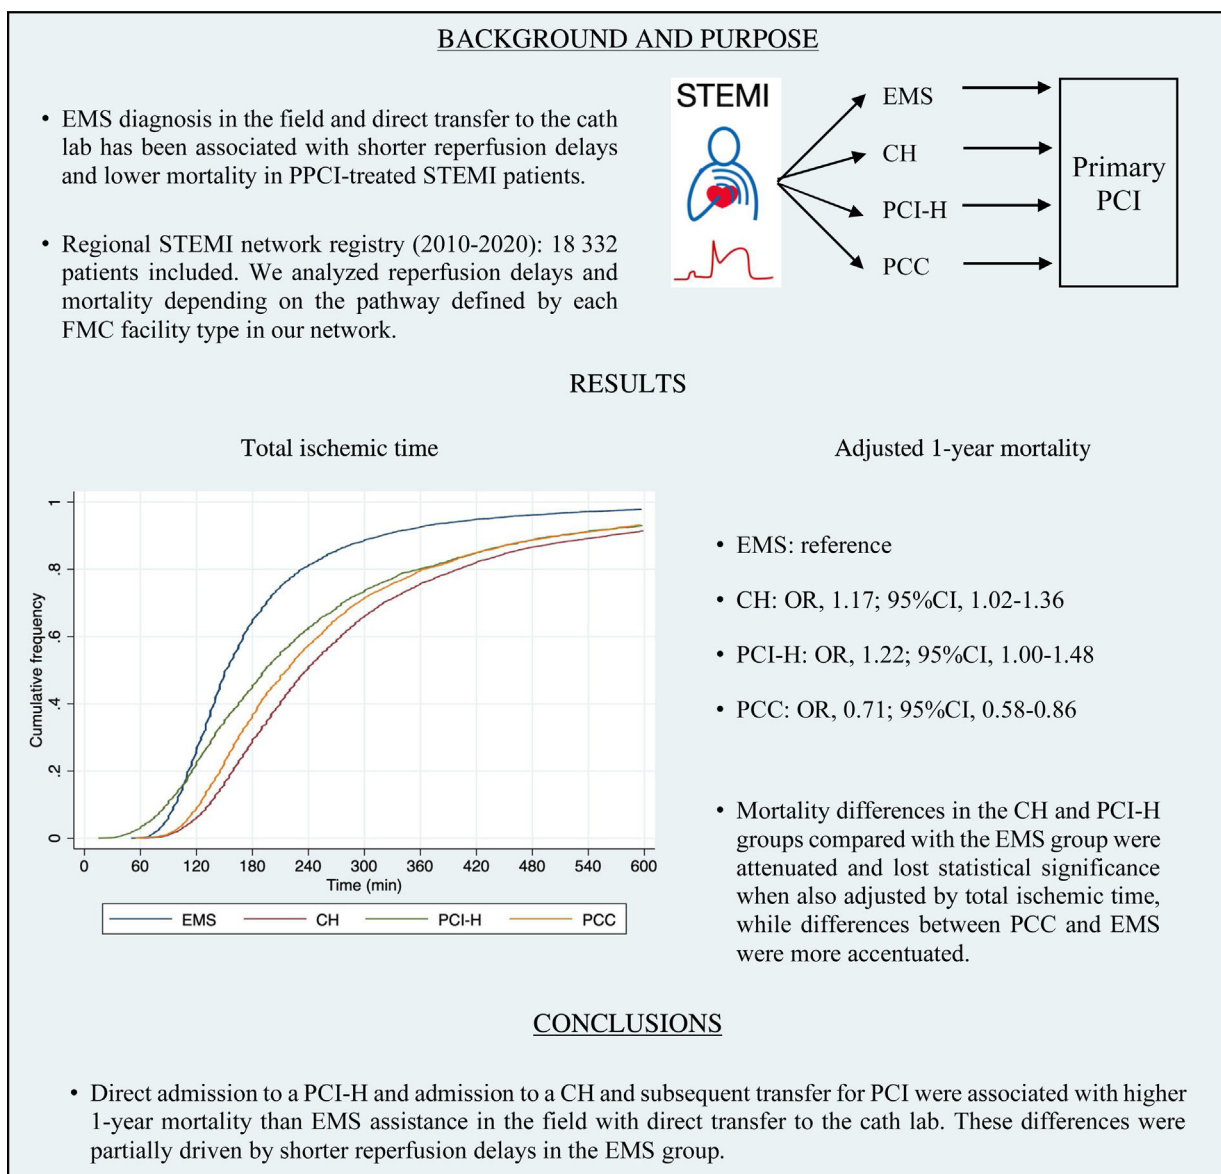 BACKGROUND AND PURPOSE
• EMS diagnosis in the field and direct transfer to the cath
lab has been associated with shorter reperfusion delays
and lower mortality in PPCI-treated STEMI patients.
• Regional STEMI network registry (2010-2020): 18 332
patients included. We analyzed reperfusion delays and
mortality depending on the pathway defined by each
FMC facility type in our network.
STEMI
EMS
CH
PCI-H
PCC
Primary
PCI
RESULTS
Total ischemic time
Cumulative frequency
1
.8
.6
.4
.2
0
0 60 120 180 240 300 360 420 480 540 600
Time (min)
EMS CH PCI-H PCC
Adjusted 1-year mortality
• EMS: reference
• CH: OR, 1.17; 95%CI, 1.02-1.36
• PCI-H: OR, 1.22; 95%CI, 1.00-1.48
• PCC: OR, 0.71; 95%CI, 0.58-0.86
• Mortality differences in the CH and PCI-H
groups compared with the EMS group were
attenuated and lost statistical significance
when also adjusted by total ischemic time,
while differences between PCC and EMS
were more accentuated.
CONCLUSIONS
• Direct admission to a PCI-H and admission to a CH and subsequent transfer for PCI were associated with higher
1-year mortality than EMS assistance in the field with direct transfer to the cath lab. These differences were
partially driven by shorter reperfusion delays in the EMS group.